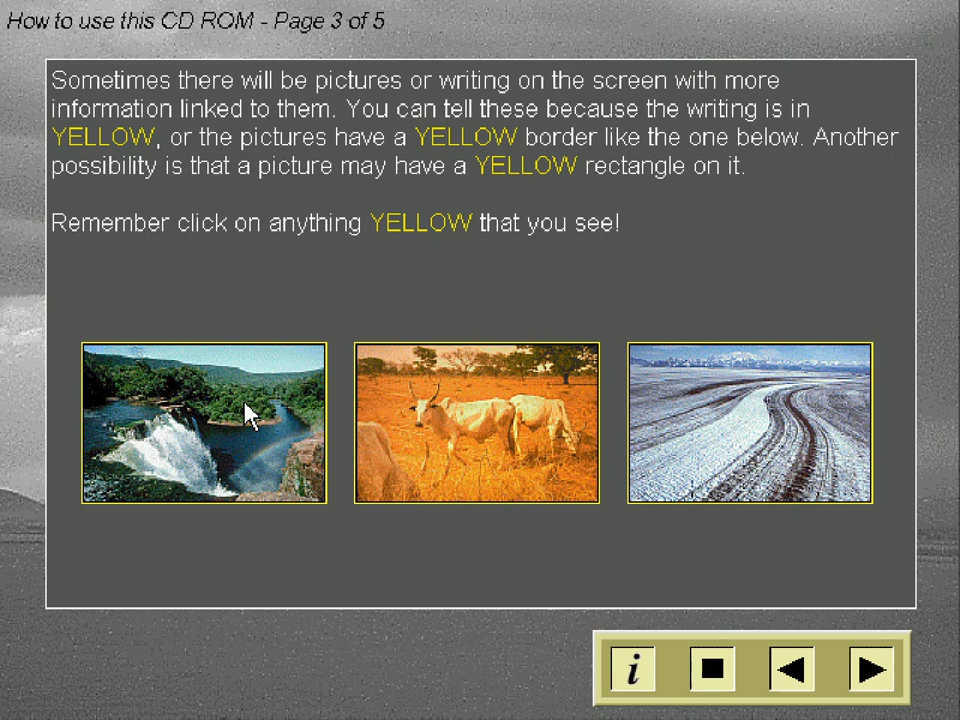 How to use this CD ROM - Page 3 of 5
Sometimes there will be pictures or writing on the screen with more
information linked to them. You can tell these because the writing is in
YELLOW, or the pictures have a YELLOW border like the one below. Another
possibility is that a picture may have a YELLOW rectangle on it.
Remember click on anything YELLOW that you see!
i